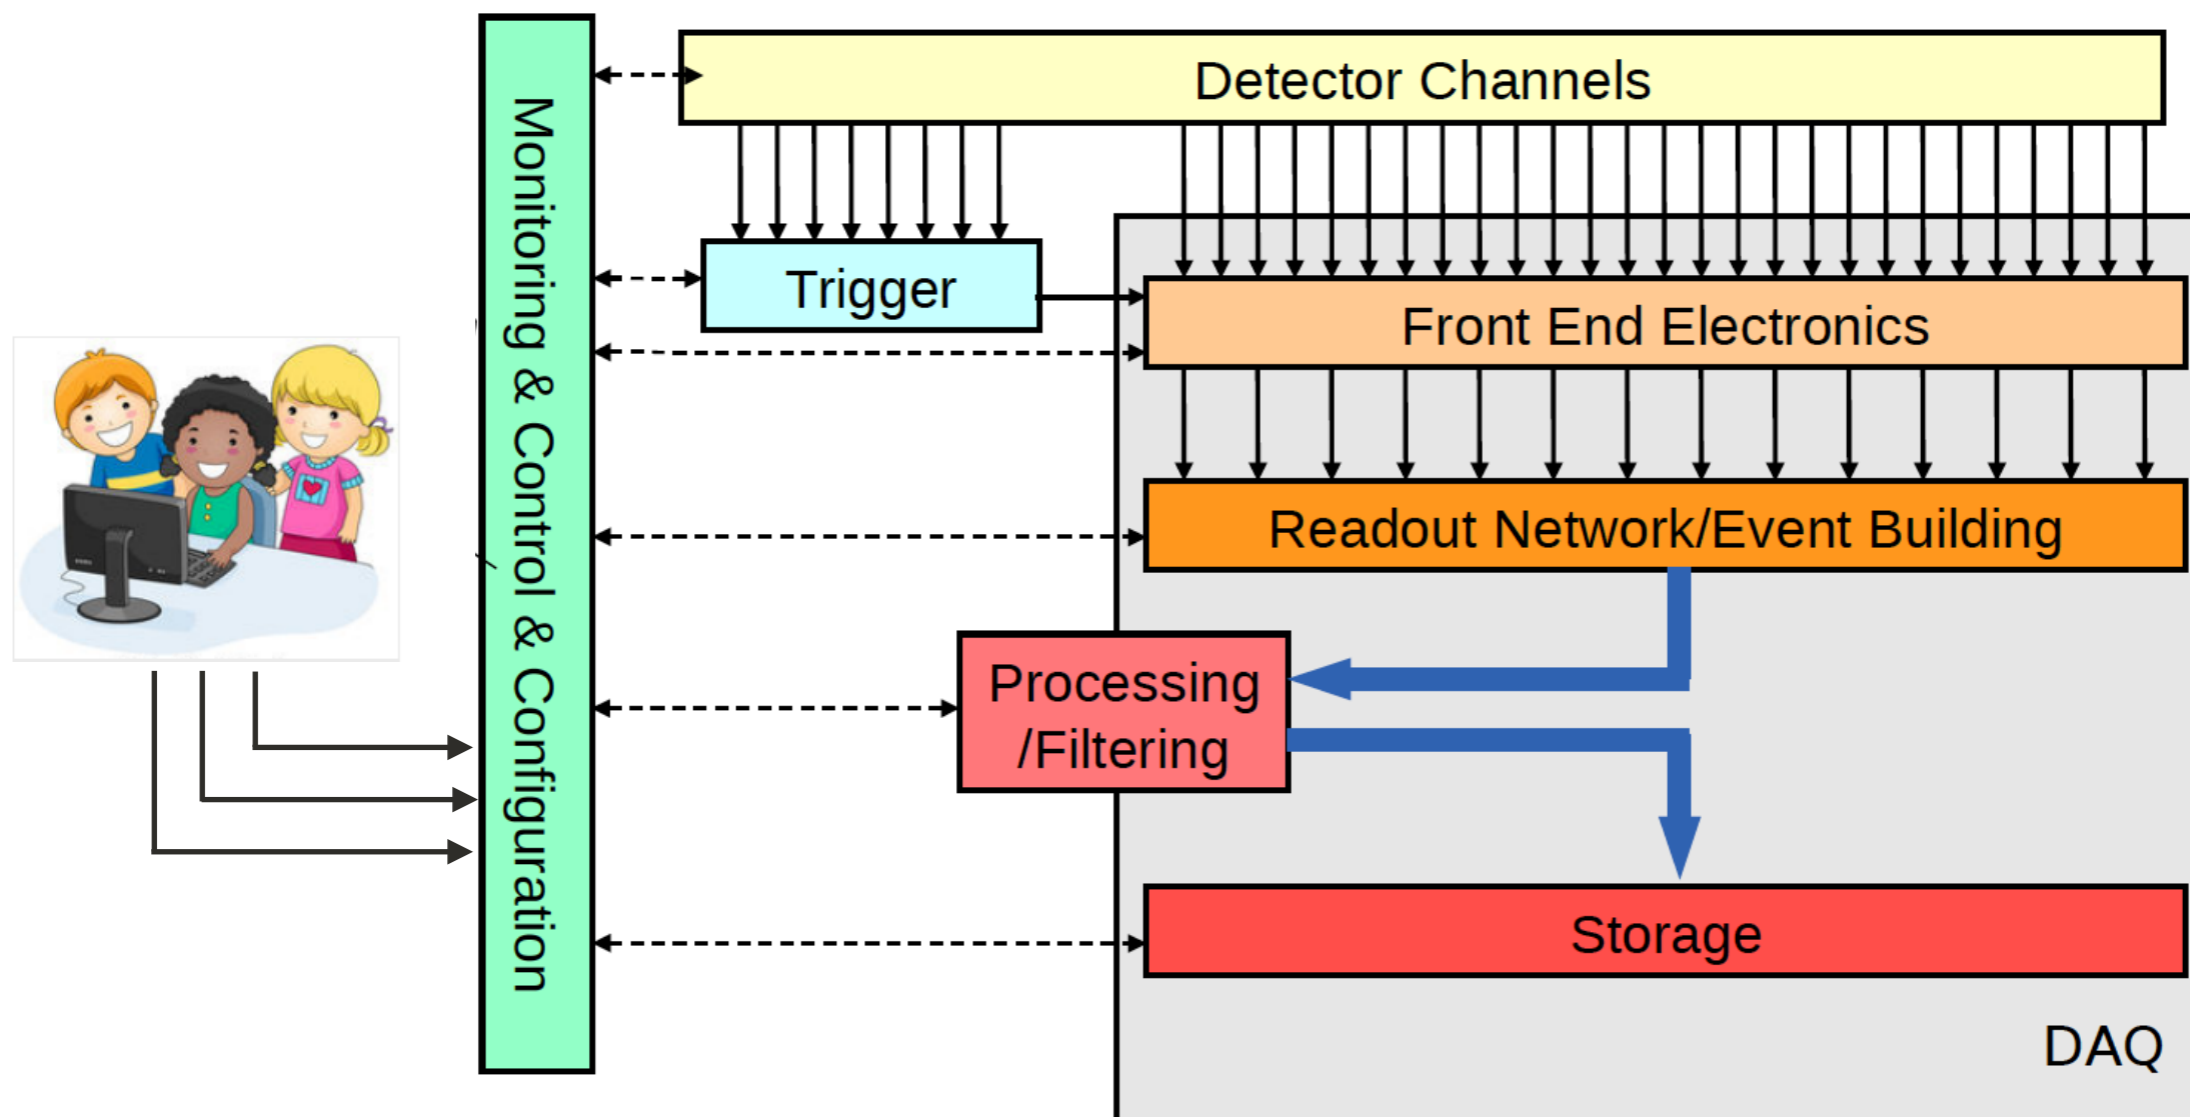 Detector Channels
Monitoring & Control & Configuration
Trigger
Front End Electronics
Readout Network/Event Building
Processing
/Filtering
Storage
DAQ